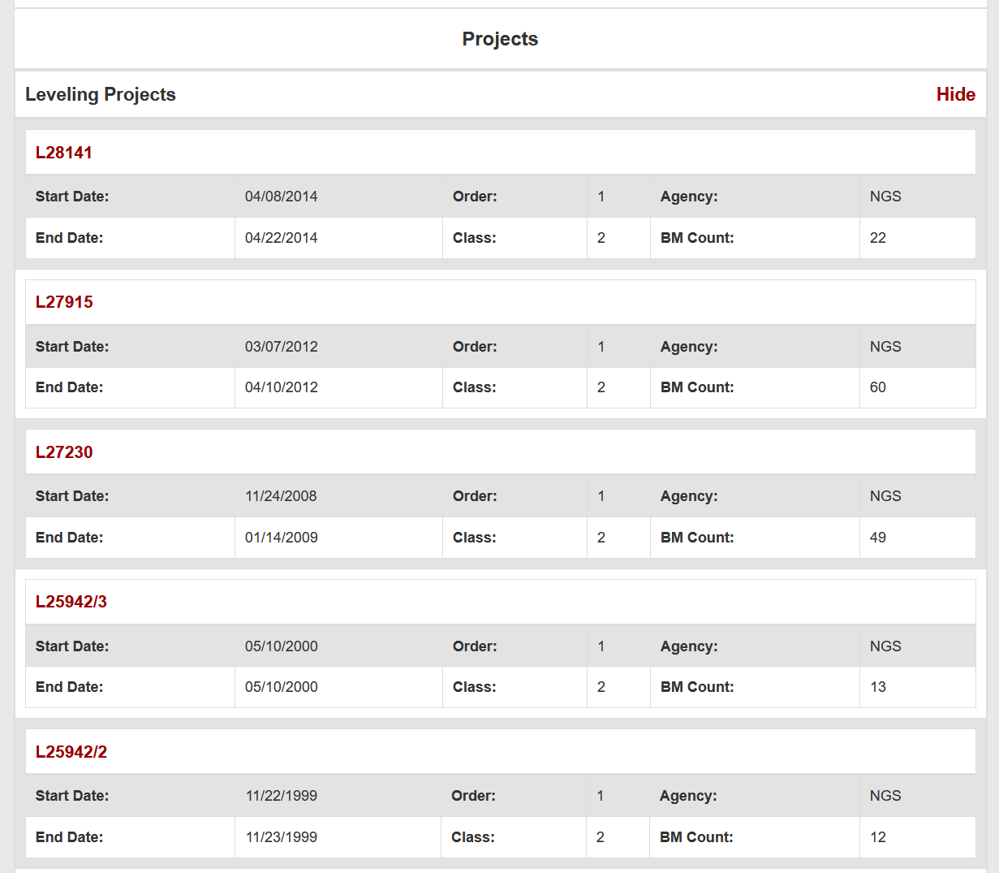 Projects
Leveling Projects Hide
L28141
Start Date: 04/08/2014 Order: 1 Agency: NGS
End Date: 04/22/2014 Class: 2 BM Count: 22
L27915
Start Date: 03/07/2012 Order: 1 Agency: NGS
End Date: 04/10/2012 Class: 2 BM Count: 60
L27230
Start Date: 11/24/2008 Order: 1 Agency: NGS
End Date: 01/14/2009 Class: 2 BM Count: 49
L25942/3
Start Date: 05/10/2000 Order: 1 Agency: NGS
End Date: 05/10/2000 Class: 2 BM Count: 13
L25942/2
Start Date: 11/22/1999 Order: 1 Agency: NGS
End Date: 11/23/1999 Class: 2 BM Count: 12